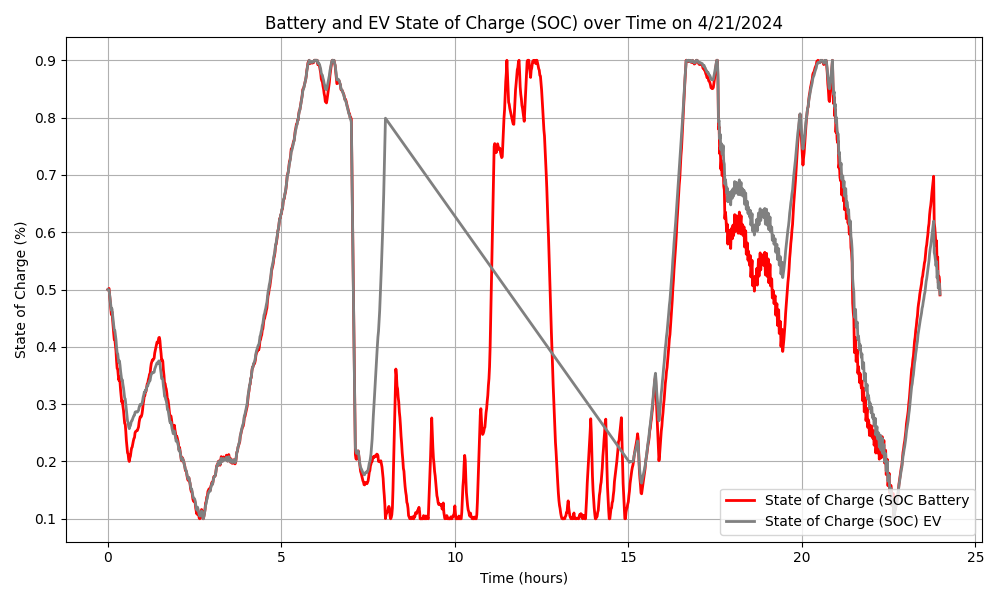 Battery and EV State of Charge (SOC) over Time on 4/21/2024
State of Charge (%)
0.9
0.8
0.7
0.6
0.5
0.4
0.3
0.2
0.1
State of Charge (SOC Battery
State of Charge (SOC) EV
0 5 10 15 20 25
Time (hours)